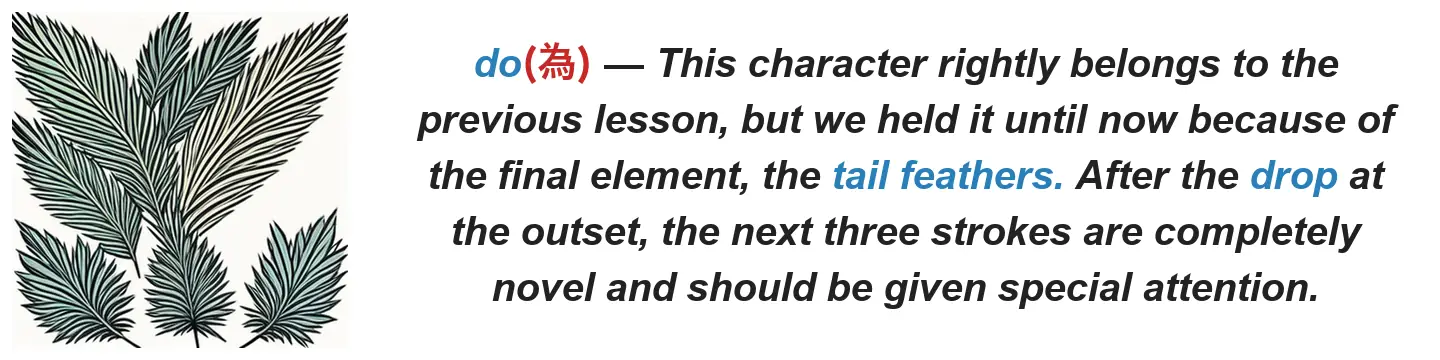 do(為) — This character rightly belongs to the
previous lesson, but we held it until now because of
the final element, the tail feathers. After the drop at
the outset, the next three strokes are completely
novel and should be given special attention.